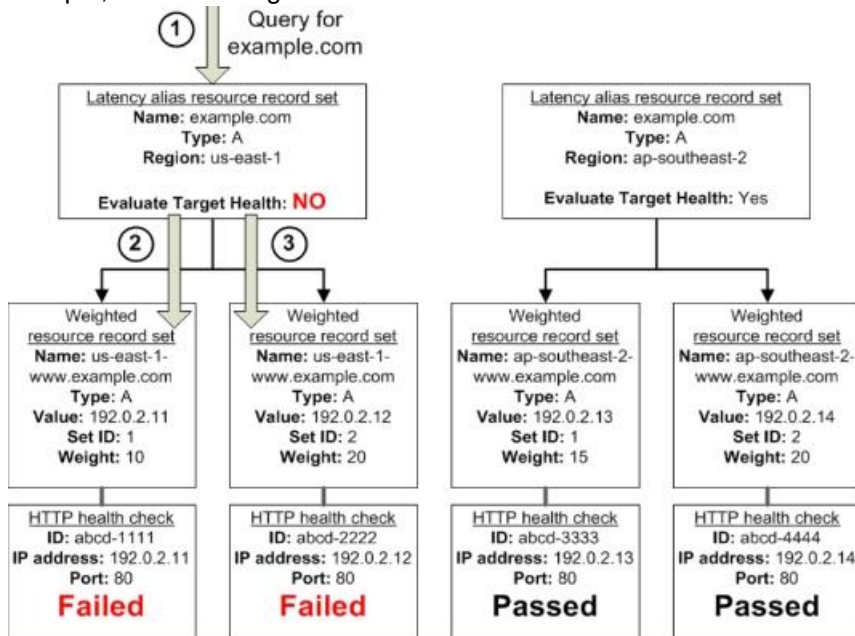 1
Query for
example.com
Latency alias resource record set
Name: example.com
Type: A
Region: us-east-1
Evaluate Target Health: NO
Latency alias resource record set
Name: example.com
Type: A
Region: ap-southeast-2
Evaluate Target Health: Yes
2
3
Weighted
resource record set
Name: us-east-1-
www.example.com
Type: A
Value: 192.0.2.11
Set ID: 1
Weight: 10
Weighted
resource record set
Name: us-east-1-
www.example.com
Type: A
Value: 192.0.2.12
Set ID: 2
Weight: 20
Weighted
resource record set
Name: ap-southeast-2-
www.example.com
Type: A
Value: 192.0.2.13
Set ID: 1
Weight: 15
Weighted
resource record set
Name: ap-southeast-2-
www.example.com
Type: A
Value: 192.0.2.14
Set ID: 2
Weight: 20
HTTP health check
ID: abcd-1111
IP address: 192.0.2.11
Port: 80
Failed
HTTP health check
ID: abcd-2222
IP address: 192.0.2.12
Port: 80
Failed
HTTP health check
ID: abcd-3333
IP address: 192.0.2.13
Port: 80
Passed
HTTP health check
ID: abcd-4444
IP address: 192.0.2.14
Port: 80
Passed